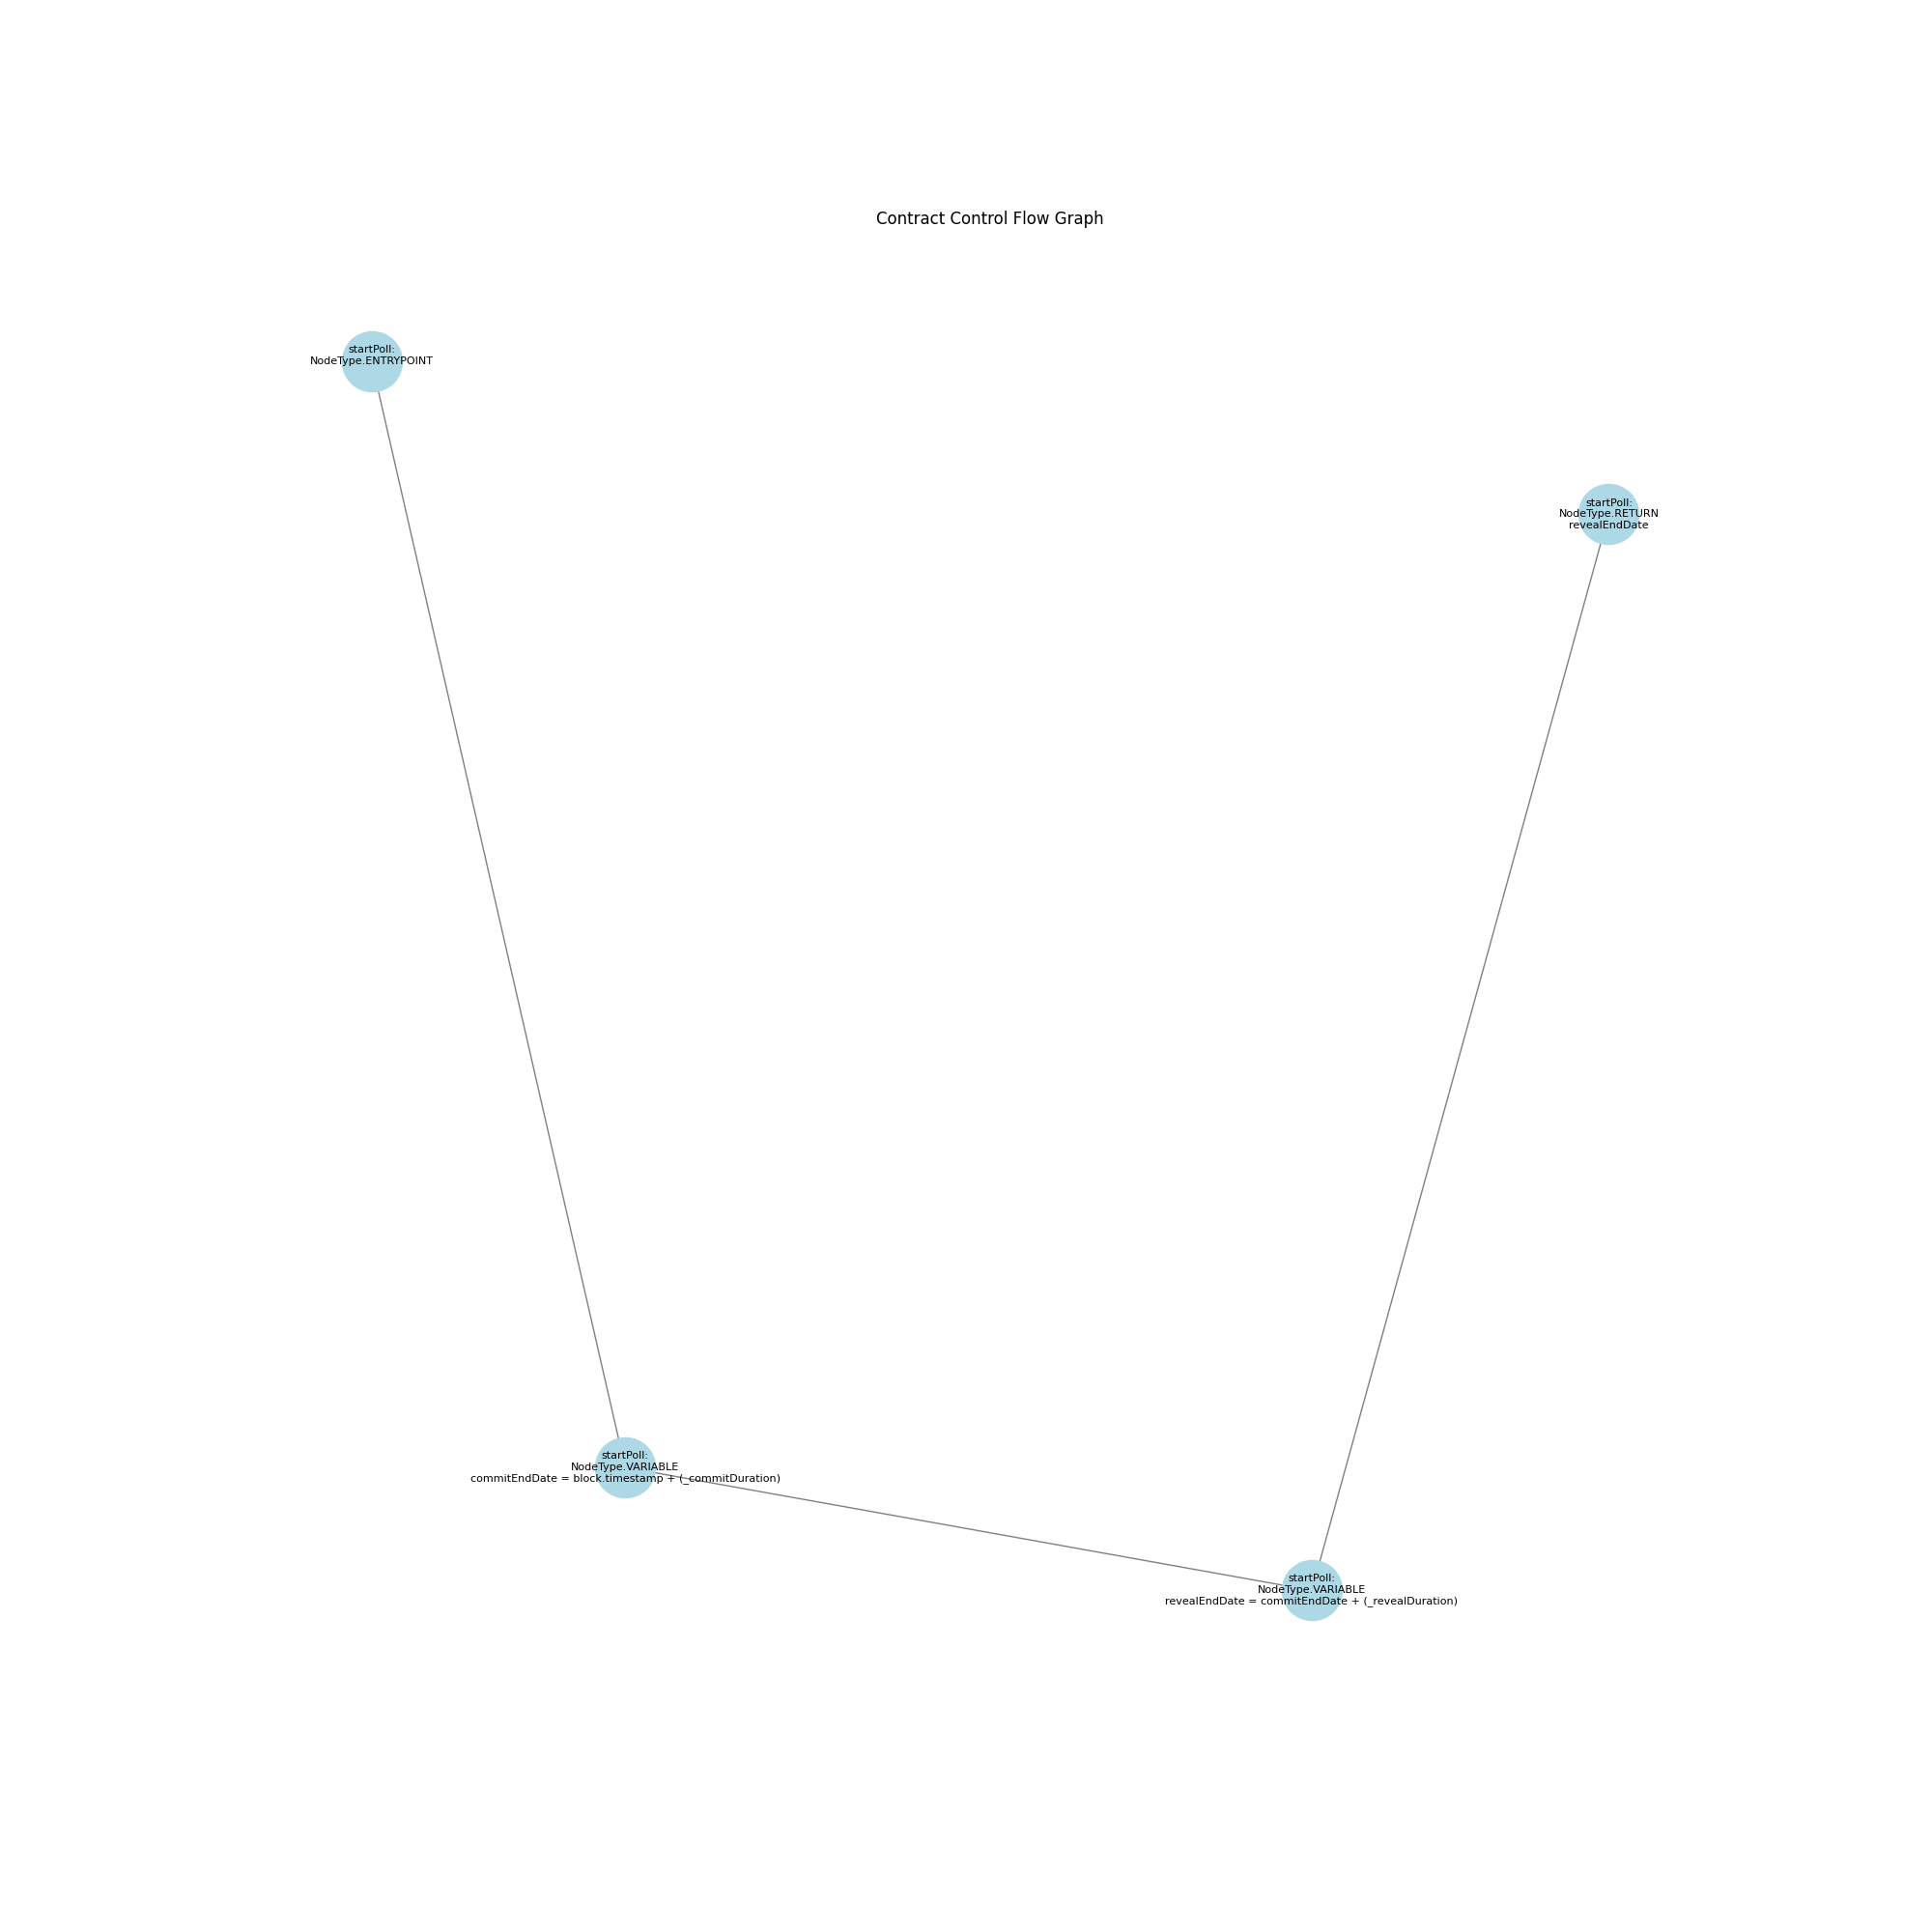 Contract Control Flow Graph
startPoll:
NodeType.ENTRYPOINT
startPoll:
NodeType.RETURN
revealEndDate
startPoll:
NodeType.VARIABLE
commitEndDate = block.timestamp + (_commitDuration)
startPoll:
NodeType.VARIABLE
revealEndDate = commitEndDate + (_revealDuration)